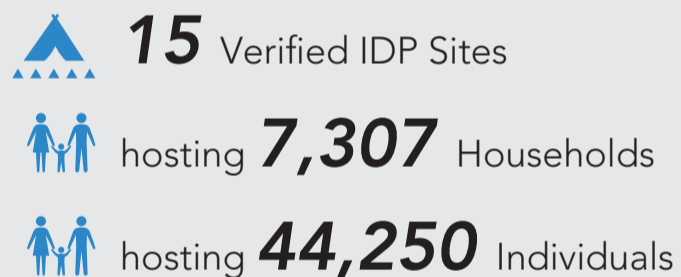 15 Verified IDP Sites
hosting 7,307 Households
hosting 44,250 Individuals